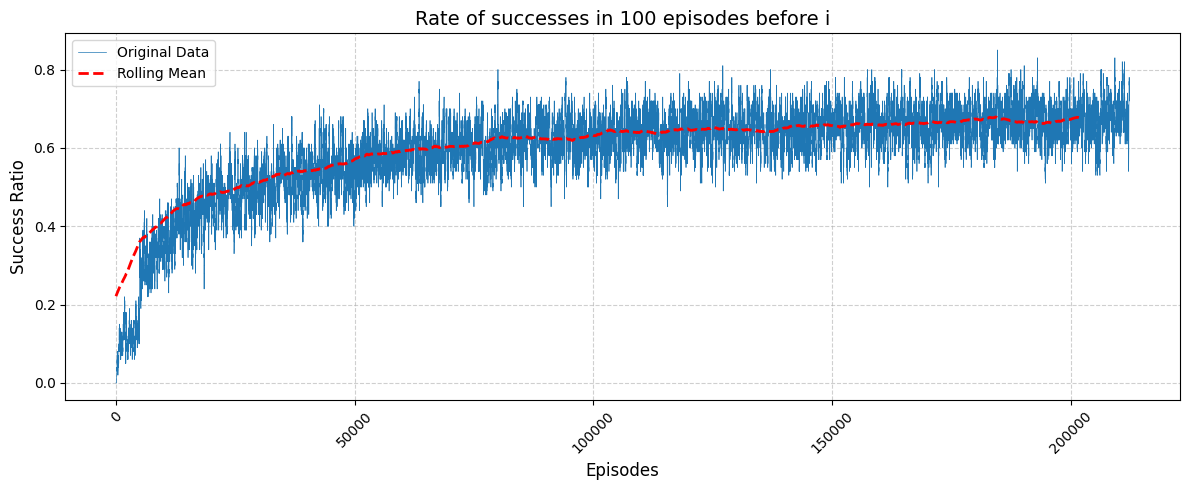 Rate of successes in 100 episodes before i
Original Data
Rolling Mean
Success Ratio
0.8
0.6
0.4
0.2
0.0
0
50000
100000
150000
200000
Episodes